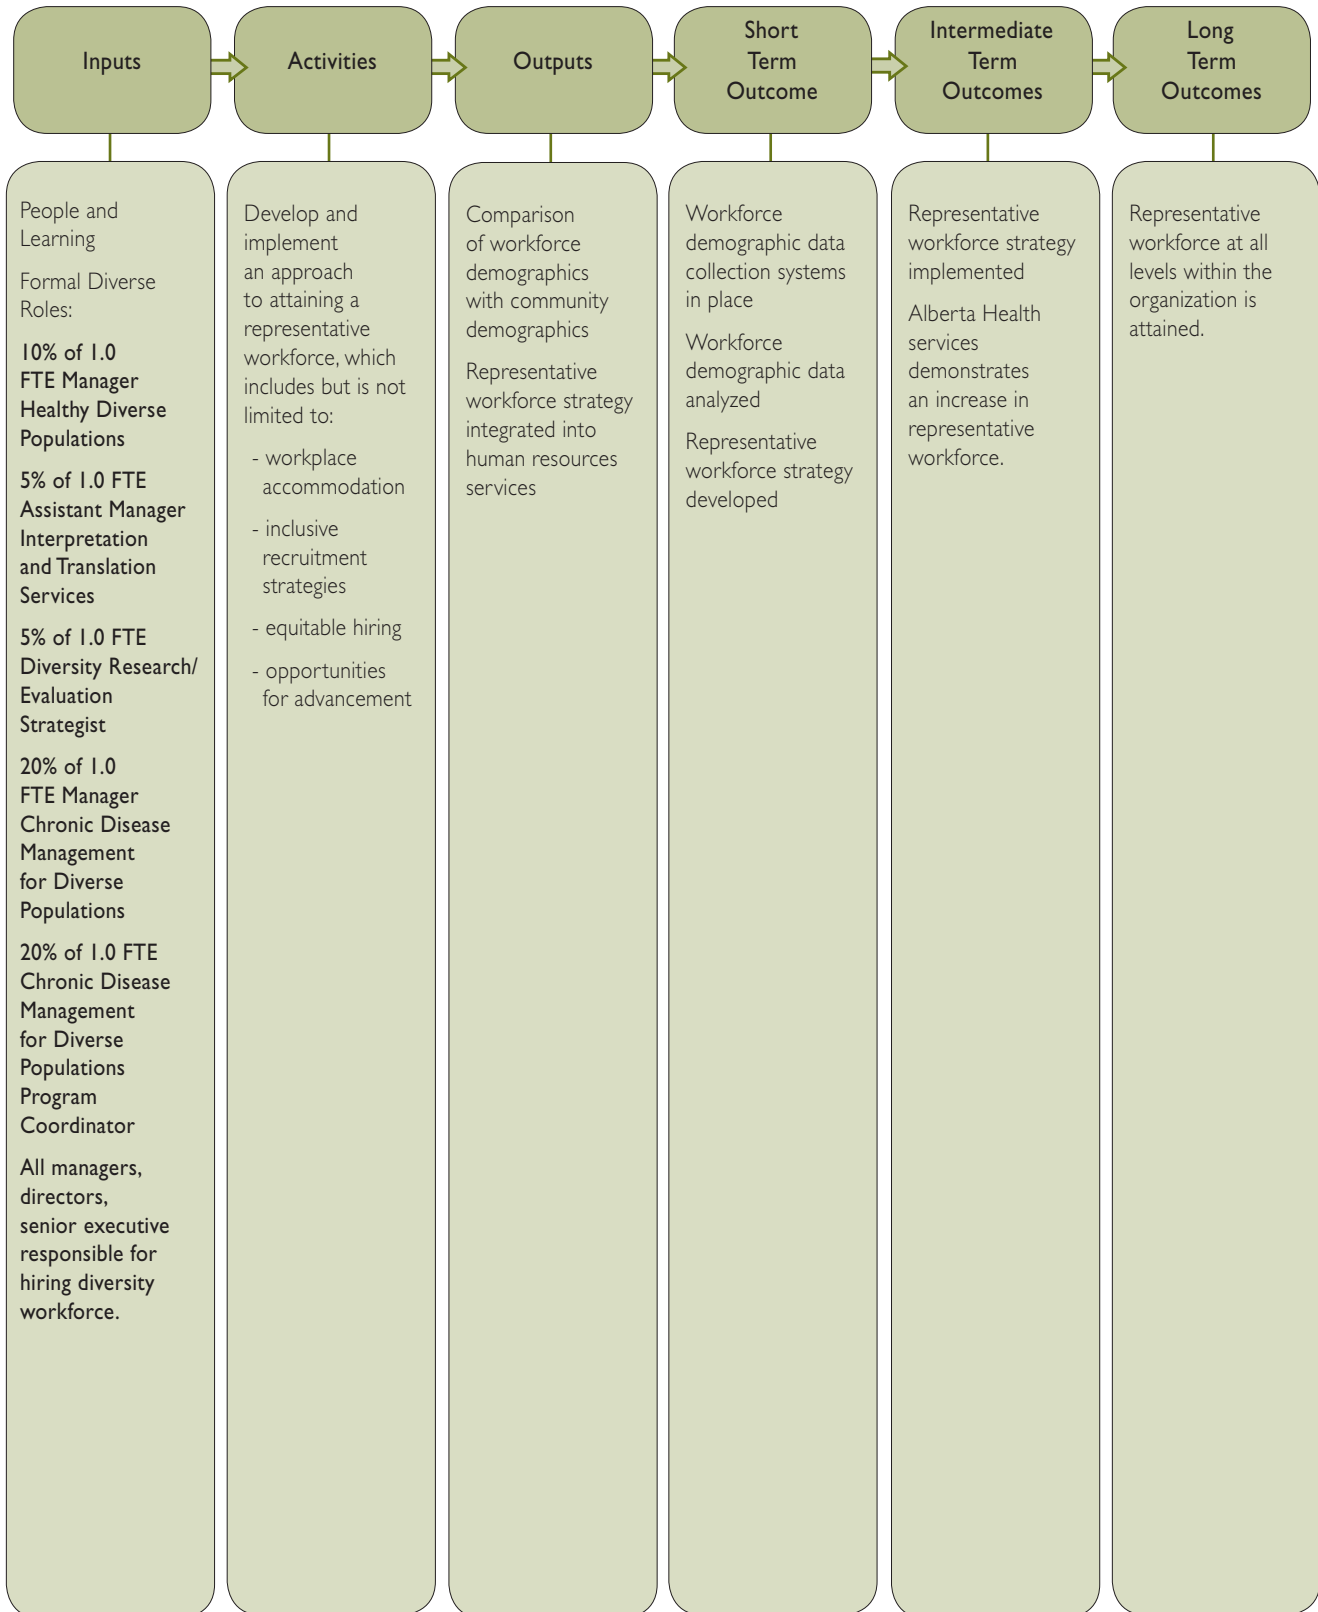 Inputs
Activities
Outputs
Short
Term
Outcome
Intermediate
Term
Outcomes
Long
Term
Outcomes
People and
Learning
Formal Diverse
Roles:
10% of 1.0
FTE Manager
Healthy Diverse
Populations
5% of 1.0 FTE
Assistant Manager
Interpretation
and Translation
Services
5% of 1.0 FTE
Diversity Research/
Evaluation
Strategist
20% of 1.0
FTE Manager
Chronic Disease
Management
for Diverse
Populations
20% of 1.0 FTE
Chronic Disease
Management
for Diverse
Populations
Program
Coordinator
All managers,
directors,
senior executive
responsible for
hiring diversity
workforce.
Develop and
implement
an approach
to attaining a
representative
workforce, which
includes but is not
limited to:
- workplace
accommodation
- inclusive
recruitment
strategies
- equitable hiring
- opportunities
for advancement
Comparison
of workforce
demographics
with community
demographics
Representative
workforce strategy
integrated into
human resources
services
Workforce
demographic data
collection systems
in place
Workforce
demographic data
analyzed
Representative
workforce strategy
developed
Representative
workforce strategy
implemented
Alberta Health
services
demonstrates
an increase in
representative
workforce.
Representative
workforce at all
levels within the
organization is
attained.